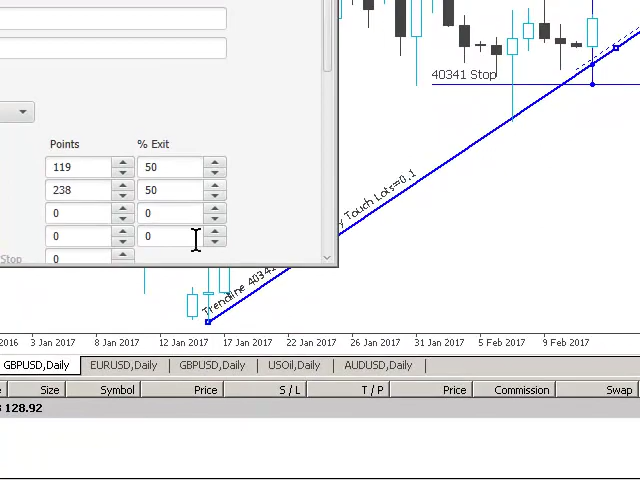 40341 Stop
Points % Exit
119 50
238 50
0 0
0 0
Stop 0
y Touch Lots=0.1
Trendline 40341
2016 3 Jan 2017 8 Jan 2017 12 Jan 2017 17 Jan 2017 22 Jan 2017 26 Jan 2017 31 Jan 2017 5 Feb 2017 9 Feb 2017
GBPUSD,Daily EURUSD,Daily GBPUSD,Daily USOil,Daily AUDUSD,Daily
Size Symbol Price S / L T / P Price Commission Swap
128.92